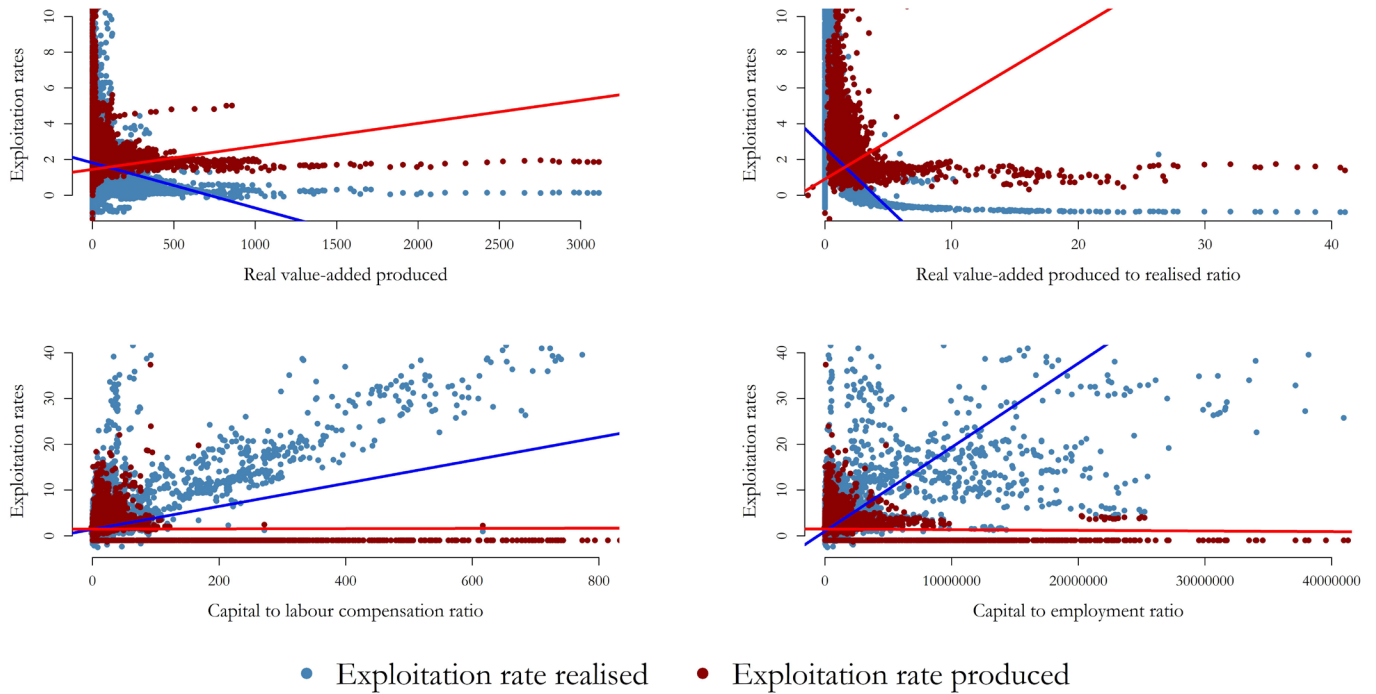 Exploitation rates
10
8
6
4
2
0
0 500 1000 1500 2000 2500 3000
Real value-added produced
Exploitation rates
10
8
6
4
2
0
0 10 20 30 40
Real value-added produced to realised ratio
Exploitation rates
40
30
20
10
0
0 200 400 600 800
Capital to labour compensation ratio
Exploitation rates
40
30
20
10
0
0 10000000 20000000 30000000 40000000
Capital to employment ratio
Exploitation rate realised Exploitation rate produced